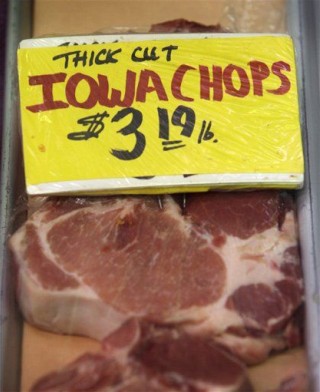 THICK CUT
IOWA CHOPS
$3 19 lb.